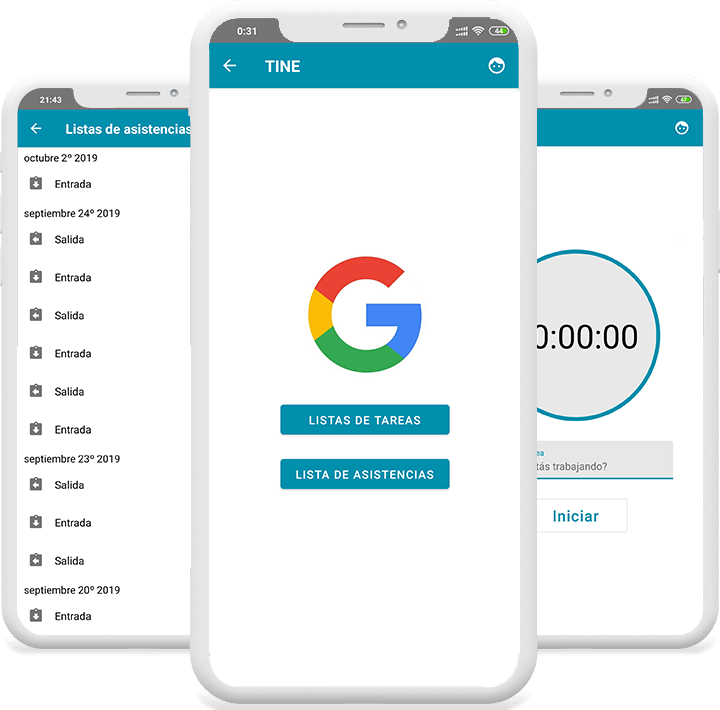 21:43
Listas de asistencias
octubre 2º 2019
Entrada
septiembre 24º 2019
Salida
Entrada
Salida
Entrada
Salida
Entrada
septiembre 23º 2019
Salida
Entrada
Salida
septiembre 20º 2019
Entrada
0:31
44
TINE
G
LISTAS DE TAREAS
LISTA DE ASISTENCIAS
67
0:00:00
ea
tás trabajando?
Iniciar